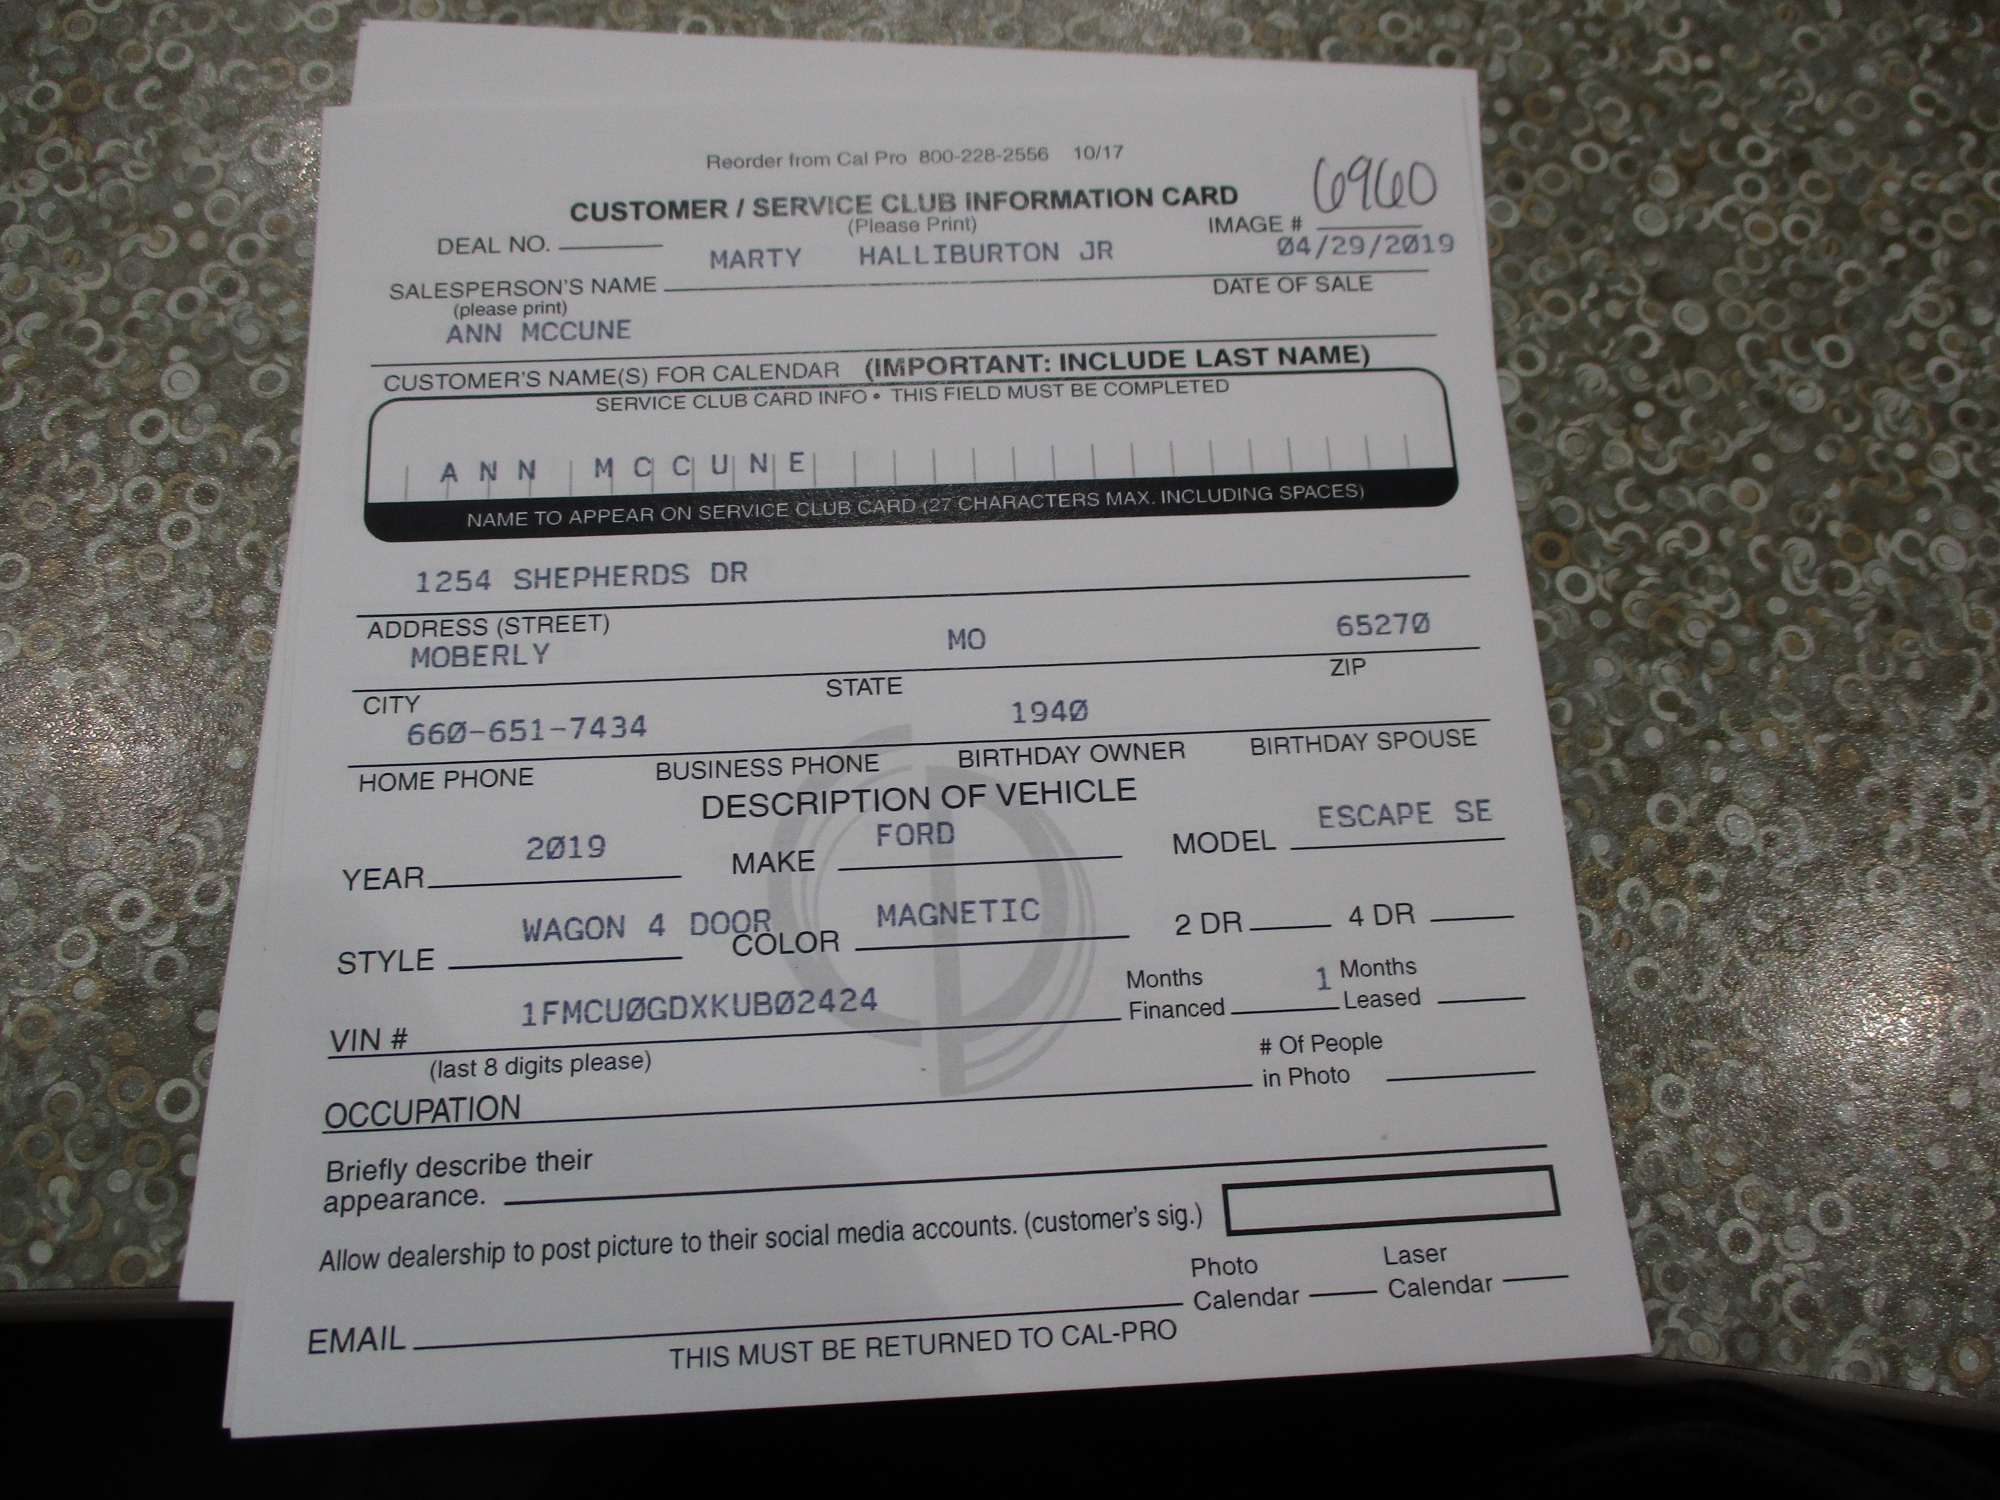 Reorder from Cal Pro 800-228-2556 10/17
CUSTOMER / SERVICE CLUB INFORMATION CARD
(Please Print)
6960
DEAL NO.
IMAGE #
MARTY HALLIBURTON JR
04/29/2019
SALESPERSON'S NAME
DATE OF SALE
(please print)
ANN MCCUNE
CUSTOMER'S NAME(S) FOR CALENDAR (IMPORTANT: INCLUDE LAST NAME)
SERVICE CLUB CARD INFO • THIS FIELD MUST BE COMPLETED
ANN MCCUNE
NAME TO APPEAR ON SERVICE CLUB CARD (27 CHARACTERS MAX. INCLUDING SPACES)
1254 SHEPHERDS DR
ADDRESS (STREET)
MOBERLY MO 65270
CITY STATE ZIP
660-651-7434 1940
HOME PHONE BUSINESS PHONE BIRTHDAY OWNER BIRTHDAY SPOUSE
DESCRIPTION OF VEHICLE
2019 FORD ESCAPE SE
YEAR MAKE MODEL
WAGON 4 DOOR MAGNETIC
STYLE COLOR 2 DR 4 DR
1FMCU0GDXKUB02424
Months Financed 1 Months Leased
VIN #
(last 8 digits please)
# Of People in Photo
OCCUPATION
Briefly describe their
appearance.
Allow dealership to post picture to their social media accounts. (customer's sig.)
Photo Calendar Laser Calendar
EMAIL
THIS MUST BE RETURNED TO CAL-PRO